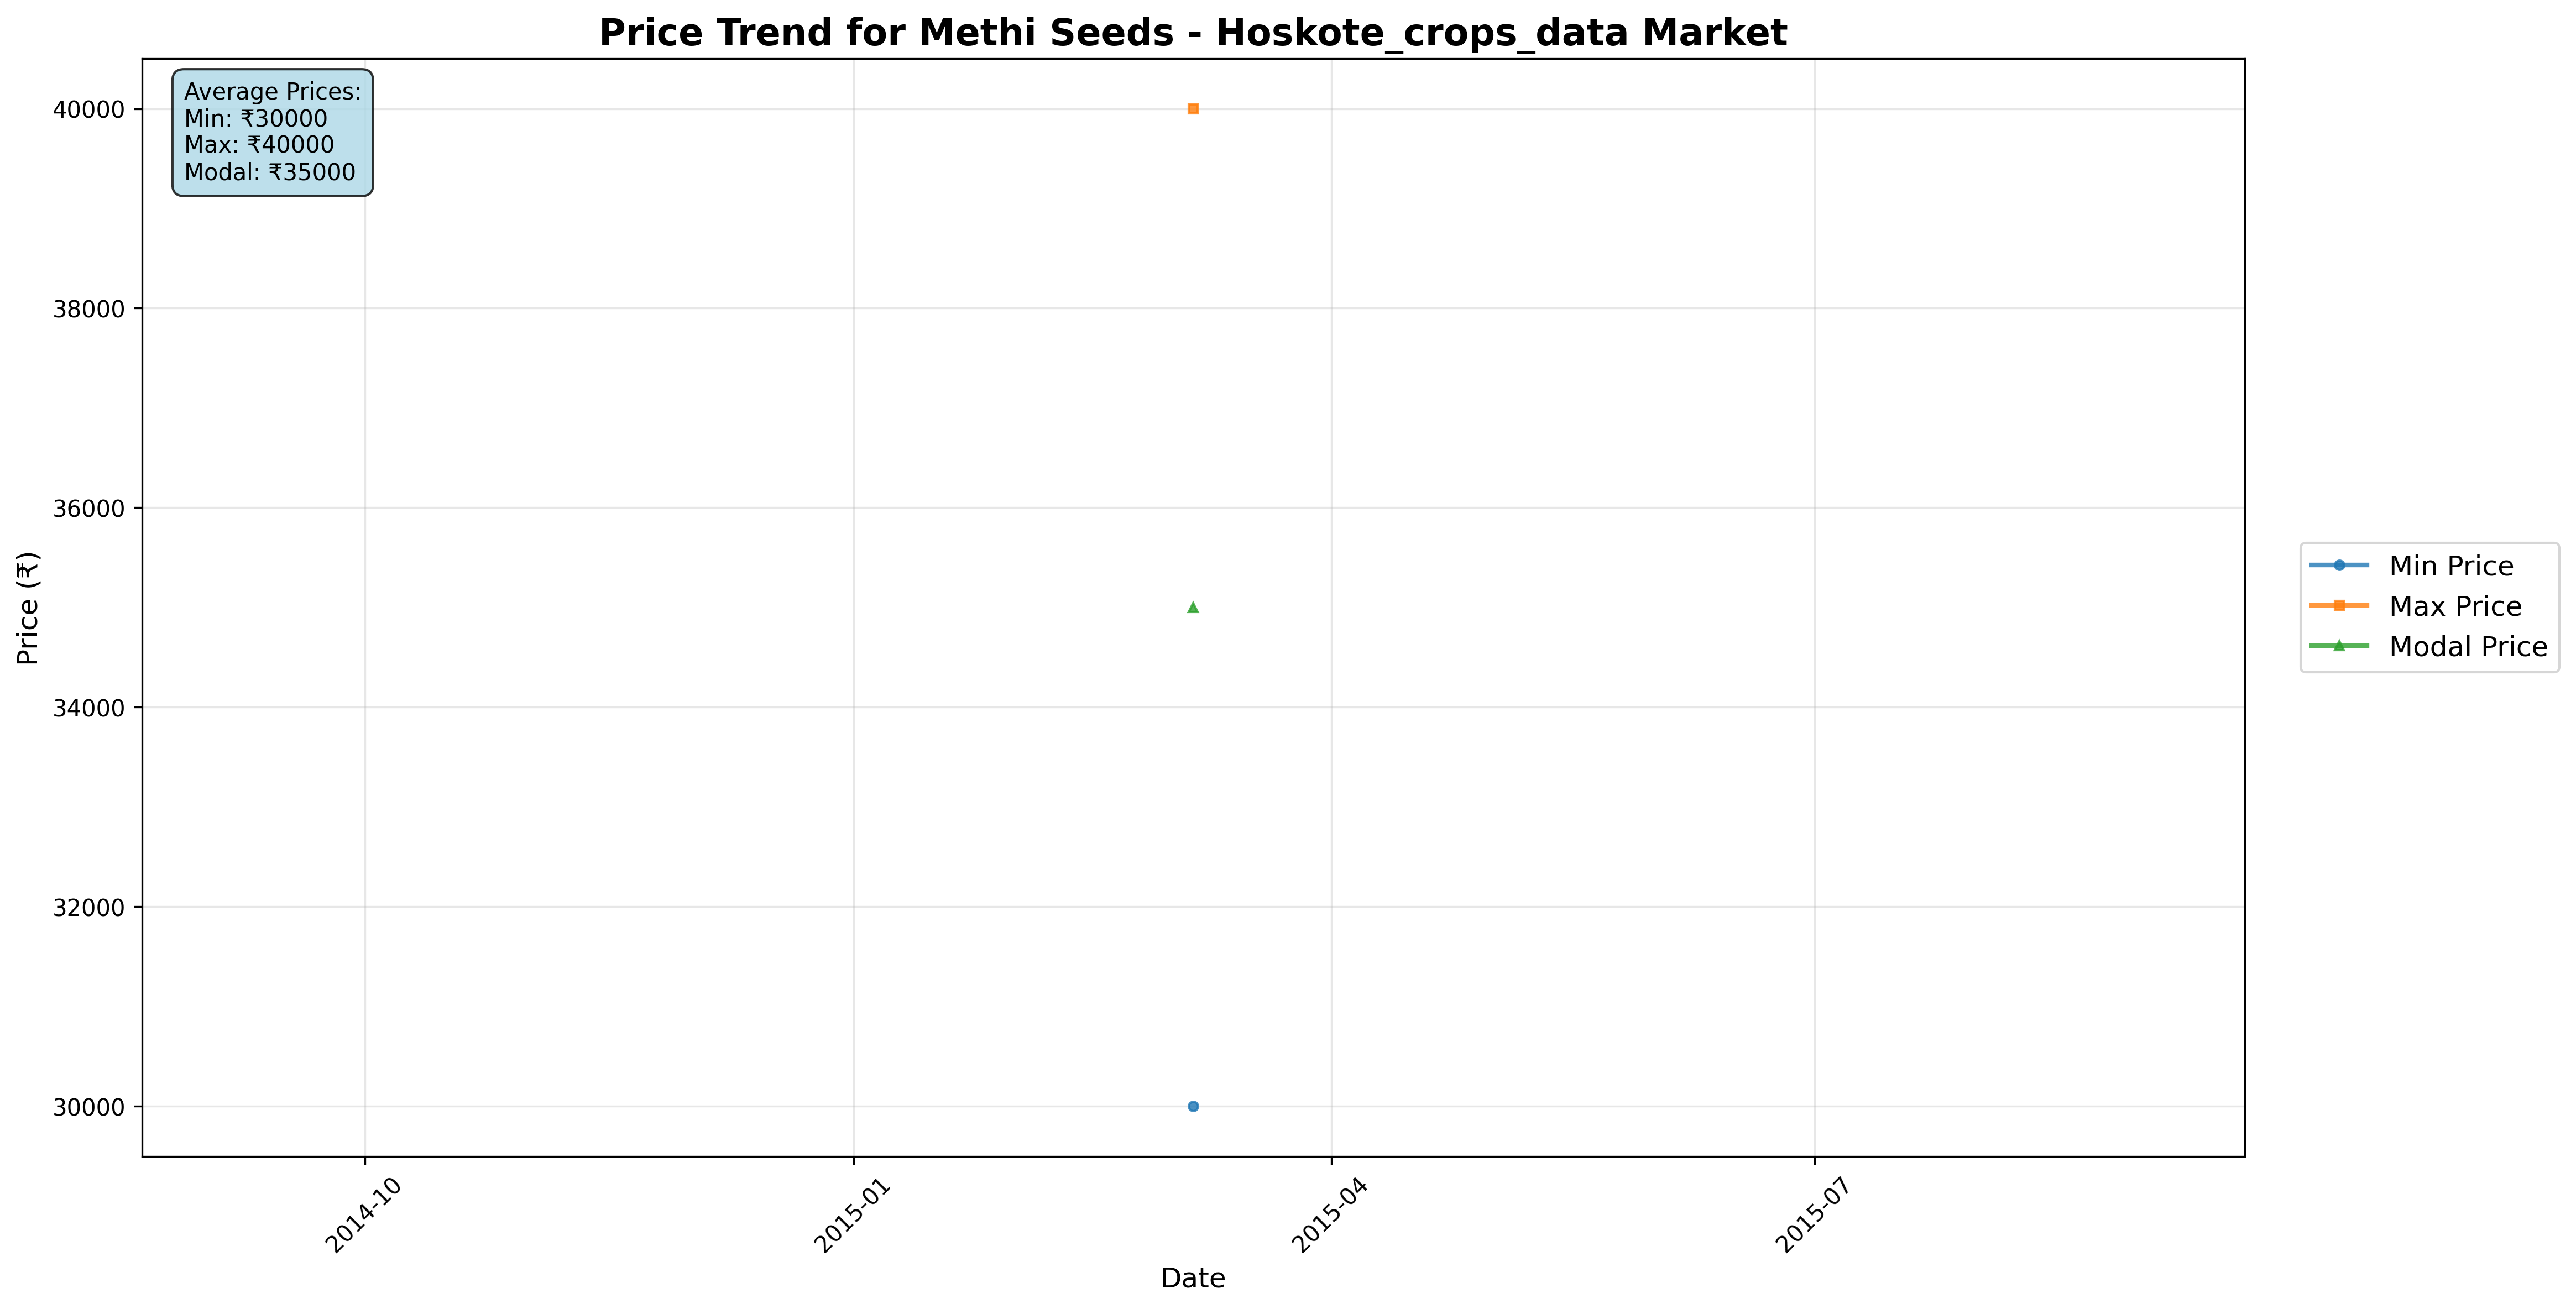 Price Trend for Methi Seeds - Hoskote_crops_data Market
Average Prices:
Min: ₹30000
Max: ₹40000
Modal: ₹35000
40000
38000
36000
34000
32000
30000
Price (₹)
Min Price
Max Price
Modal Price
2014-10
2015-01
2015-04
2015-07
Date